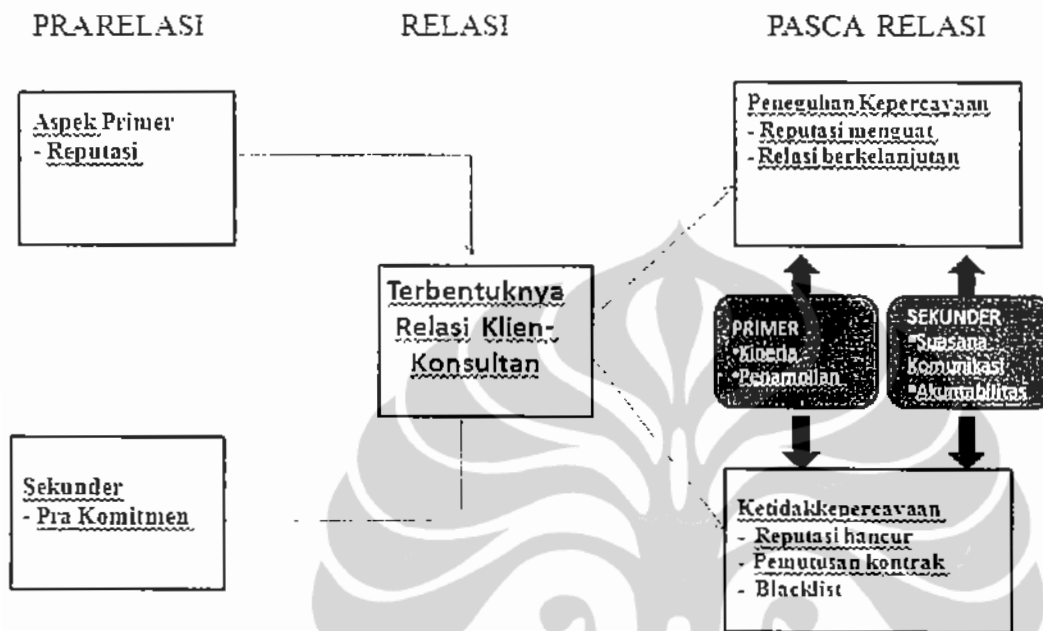 PRARELASI
RELASI
PASCA RELASI
Aspek Primer
- Reputasi
Sekunder
- Pra Komitmen
Terbentuknya
Relasi Klien-
Konsultan
Peneguhan Kepercayaan
- Reputasi menguat
- Relasi berkelanjutan
PRIMER
•Kinerja
•Penampilan
SEKUNDER
•Suasana
Komunikasi
•Akuntabilitas
Ketidakkepercayaan
- Reputasi hancur
- Pemutusan kontrak
- Blacklist